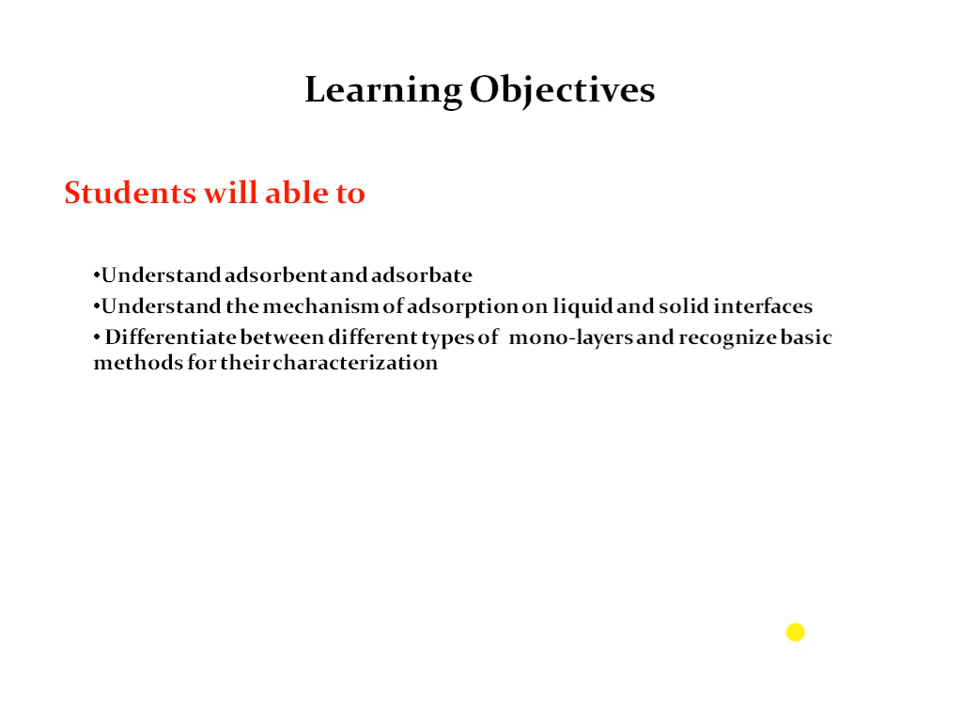 Learning Objectives
Students will able to
•Understand adsorbent and adsorbate
•Understand the mechanism of adsorption on liquid and solid interfaces
• Differentiate between different types of  mono-layers and recognize basic
methods for their characterization